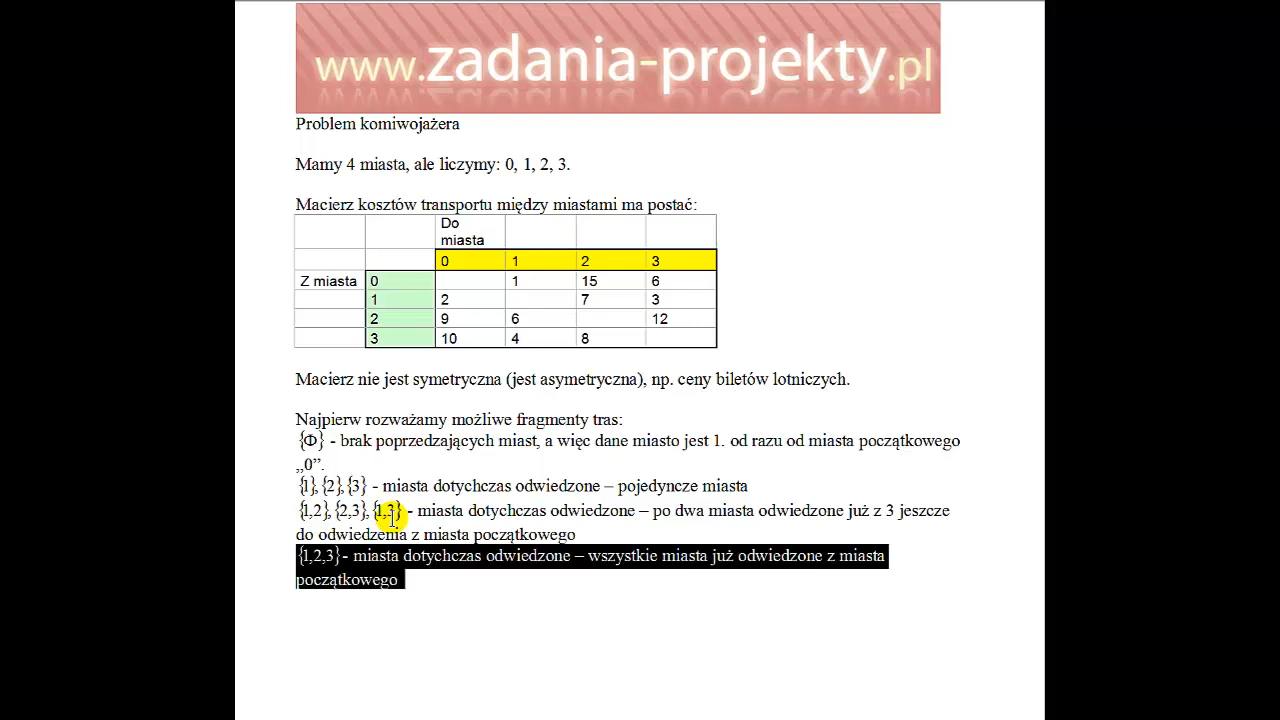 www.zadania-projekty.pl
Problem komiwojażera
Mamy 4 miasta, ale liczymy: 0, 1, 2, 3.
Macierz kosztów transportu między miastami ma postać:
Do
miasta
0 1 2 3
Z miasta 0 1 15 6
1 2 7 3
2 9 6 12
3 10 4 8
Macierz nie jest symetryczna (jest asymetryczna), np. ceny biletów lotniczych.
Najpierw rozważamy możliwe fragmenty tras:
{Φ} - brak poprzedzających miast, a więc dane miasto jest 1. od razu od miasta początkowego
„0”.
{1}, {2}, {3} - miasta dotychczas odwiedzone – pojedyncze miasta
{1,2}, {2,3}, {1,3} - miasta dotychczas odwiedzone – po dwa miasta odwiedzone już z 3 jeszcze
do odwiedzenia z miasta początkowego
{1,2,3} - miasta dotychczas odwiedzone – wszystkie miasta już odwiedzone z miasta
początkowego